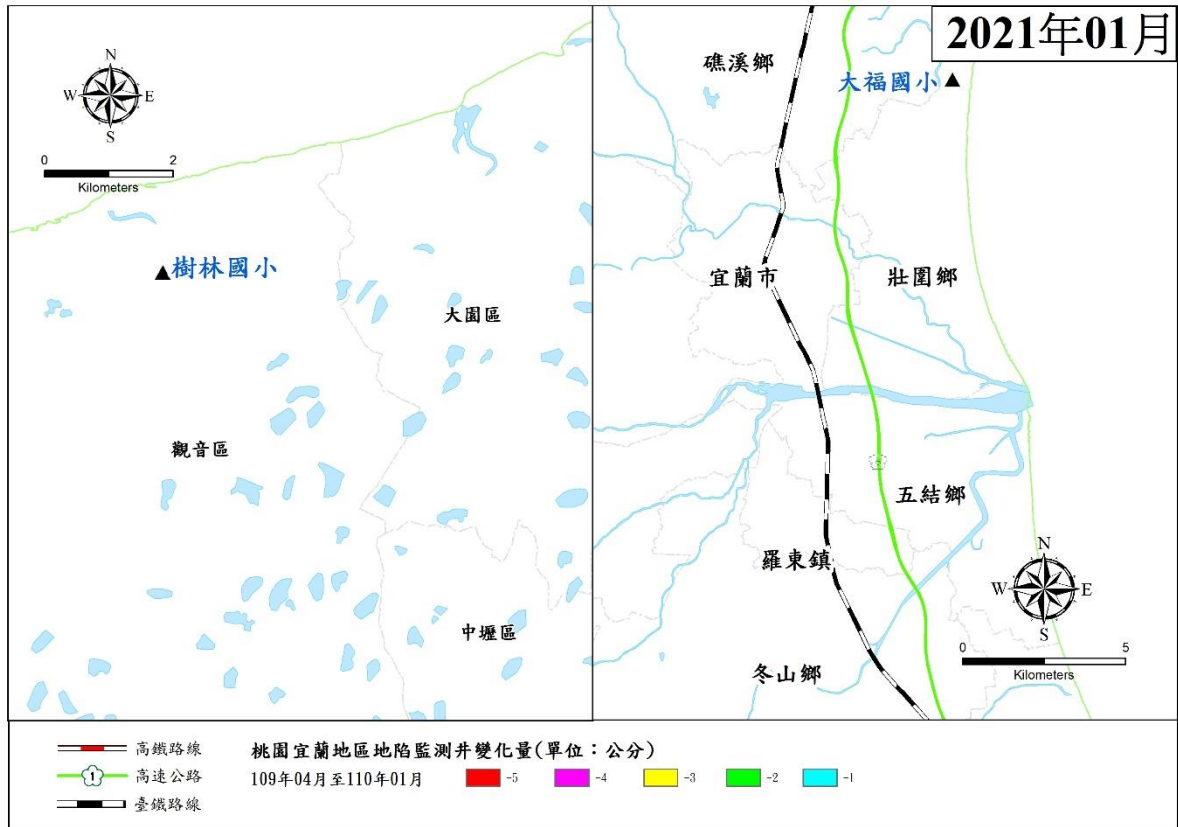 2021年01月
N
W E
S
0 2
Kilometers
樹林國小
大園區
觀音區
中壢區
礁溪鄉
大福國小
宜蘭市
壯圍鄉
5
五結鄉
羅東鎮
冬山鄉
N
W E
S
0 5
Kilometers
高鐵路線
1
高速公路
臺鐵路線
桃園宜蘭地區地陷監測井變化量(單位：公分)
109年04月至110年01月
-5
-4
-3
-2
-1